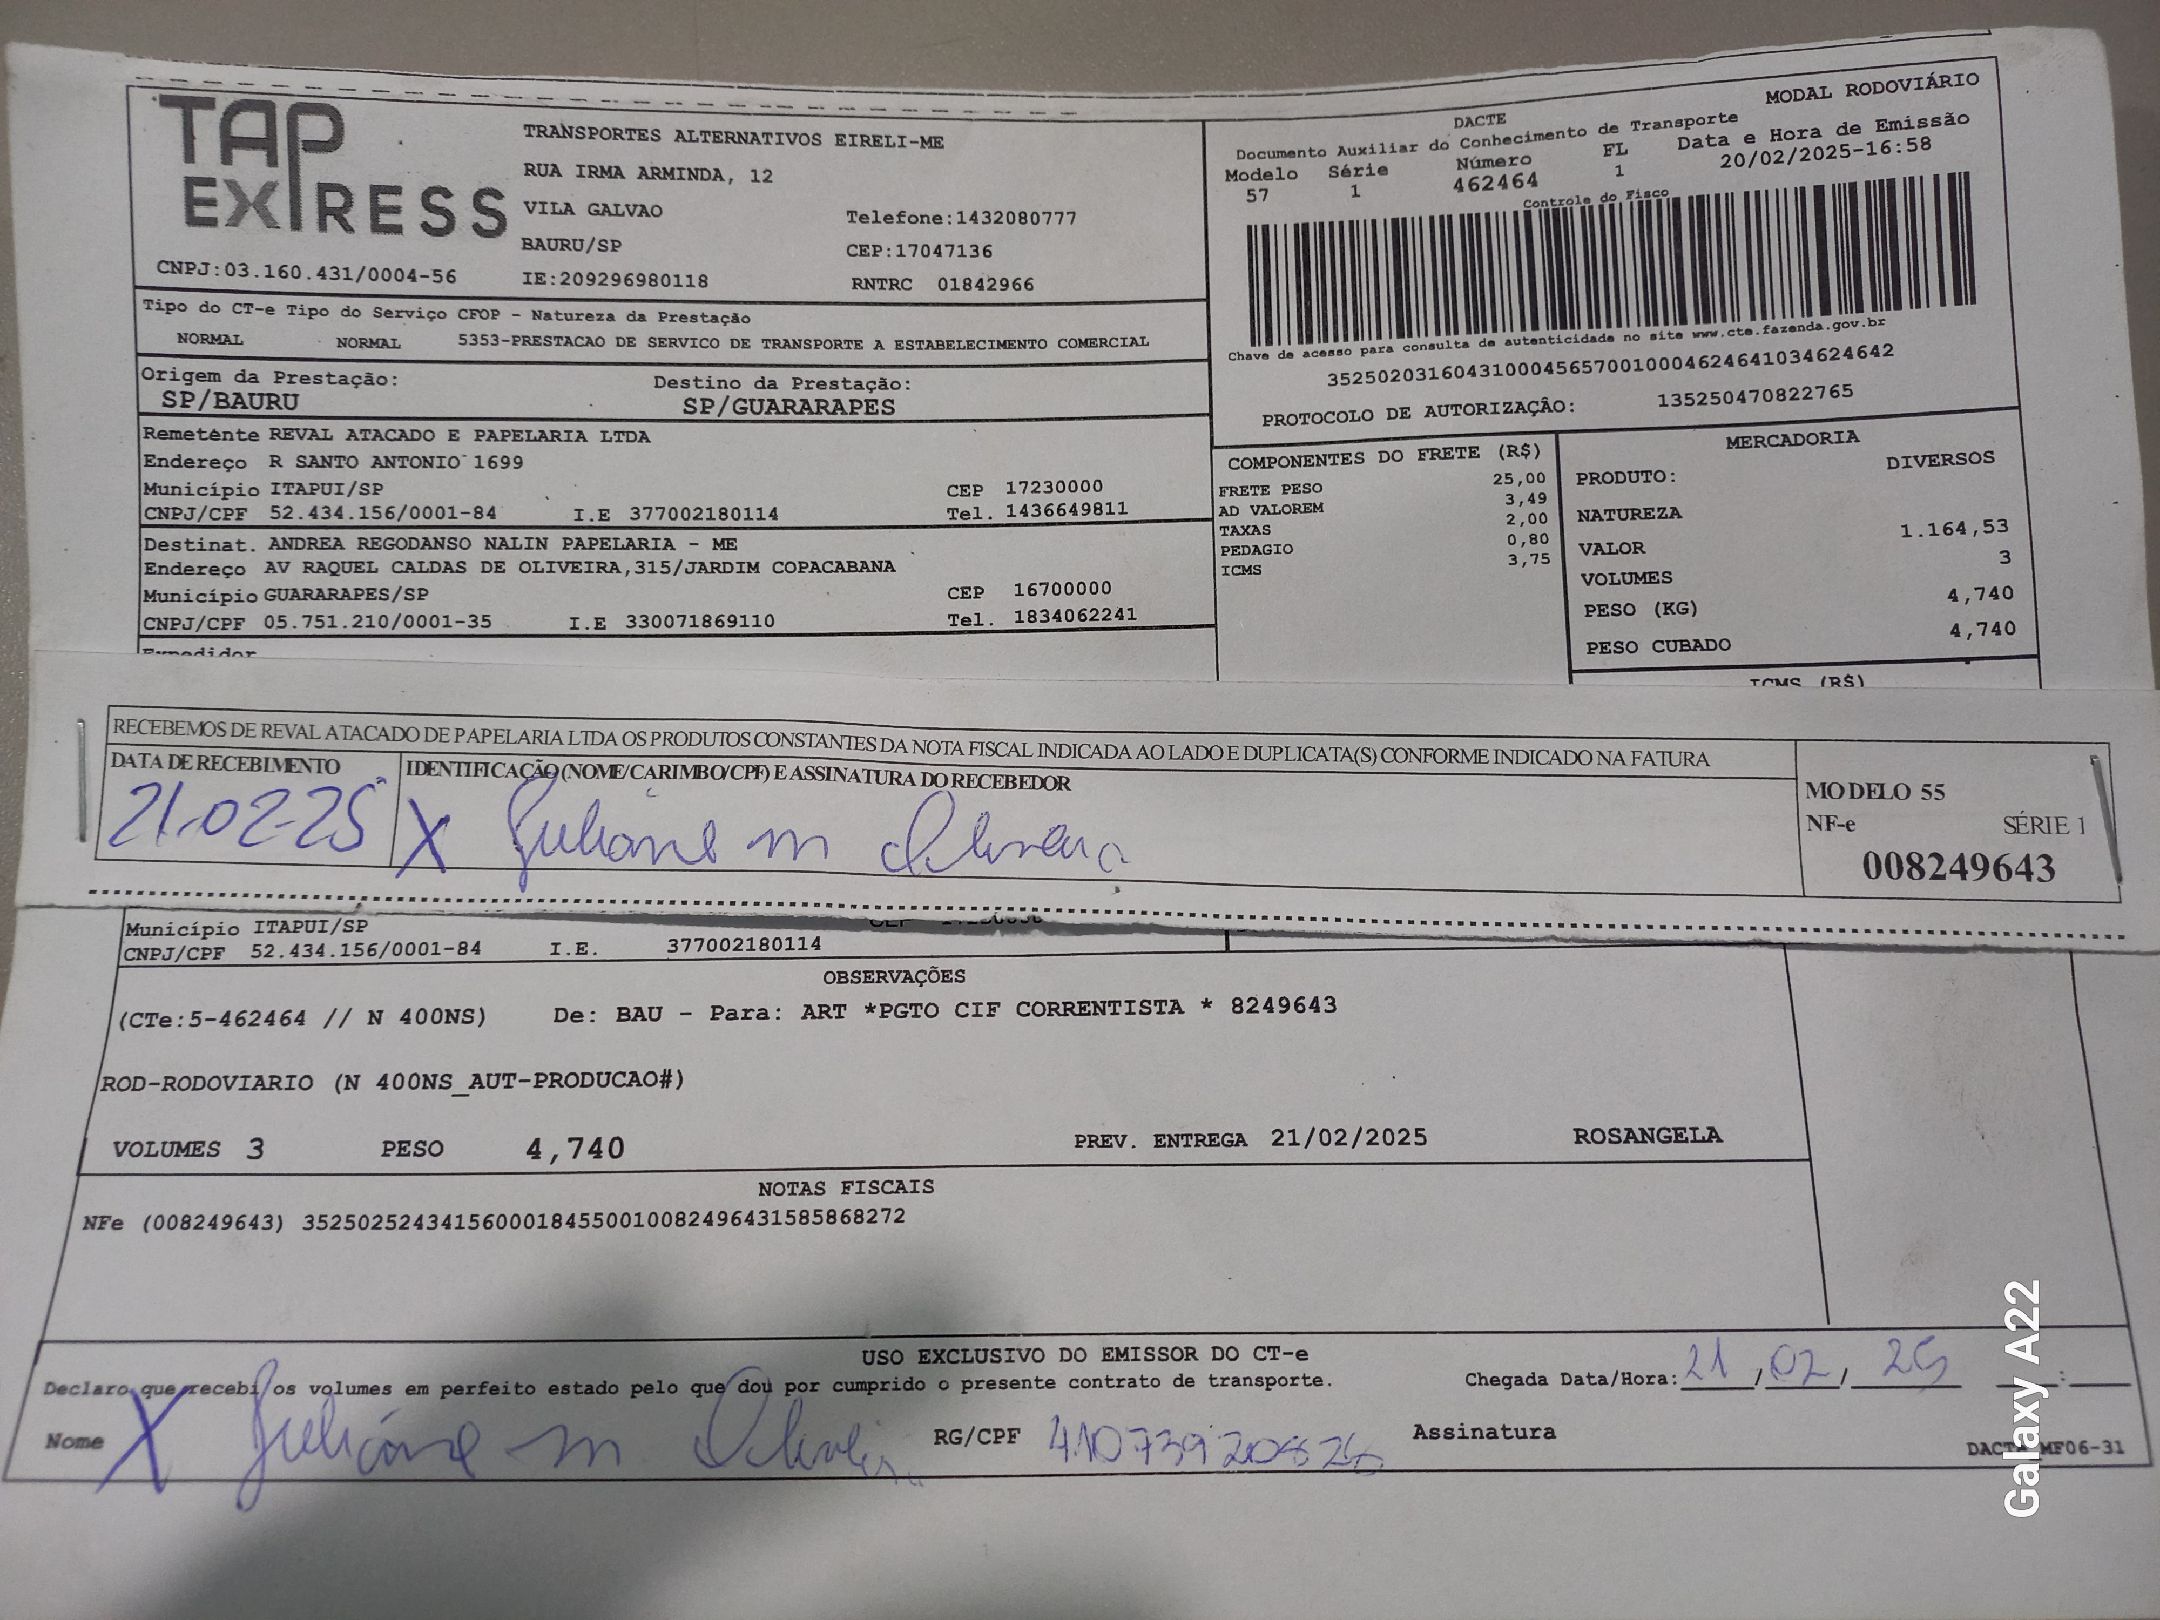 TAP EXPRESS
TRANSPORTES ALTERNATIVOS EIRELI-ME
RUA IRMA ARMINDA, 12
VILA GALVAO
Telefone:1432080777
BAURU/SP
CEP:17047136
CNPJ:03.160.431/0004-56
IE:209296980118
RNTRC 01842966
MODAL RODOVIÁRIO
DACTE
Documento Auxiliar do Conhecimento de Transporte
Modelo Série Número FL Data e Hora de Emissão
57 1 462464 1 20/02/2025-16:58
Controle do Fisco
Chave de acesso para consulta de autenticidade no site www.cte.fazenda.gov.br
35250203160431000456570010004624641034624642
PROTOCOLO DE AUTORIZAÇÃO: 135250470822765
Tipo do CT-e Tipo do Serviço CFOP - Natureza da Prestação
NORMAL NORMAL 5353-PRESTACAO DE SERVICO DE TRANSPORTE A ESTABELECIMENTO COMERCIAL
Origem da Prestação: Destino da Prestação:
SP/BAURU SP/GUARARAPES
Remetente REVAL ATACADO E PAPELARIA LTDA
Endereço R SANTO ANTONIO 1699
Município ITAPUI/SP CEP 17230000
CNPJ/CPF 52.434.156/0001-84 I.E 377002180114 Tel. 1436649811
Destinat. ANDREA REGODANSO NALIN PAPELARIA - ME
Endereço AV RAQUEL CALDAS DE OLIVEIRA,315/JARDIM COPACABANA
Município GUARARAPES/SP CEP 16700000
CNPJ/CPF 05.751.210/0001-35 I.E 330071869110 Tel. 1834062241
Expedidor
COMPONENTES DO FRETE (R$)
FRETE PESO 25,00
AD VALOREM 3,49
TAXAS 2,00
PEDAGIO 0,80
ICMS 3,75
MERCADORIA
PRODUTO: DIVERSOS
NATUREZA
VALOR 1.164,53
VOLUMES 3
PESO (KG) 4,740
PESO CUBADO 4,740
ICMS (R$)
RECEBEMOS DE REVAL ATACADO DE PAPELARIA LTDA OS PRODUTOS CONSTANTES DA NOTA FISCAL INDICADA AO LADO E DUPLICATA(S) CONFORME INDICADO NA FATURA
DATA DE RECEBIMENTO IDENTIFICAÇÃO (NOME/CARIMBO/CPF) E ASSINATURA DO RECEBEDOR
21.02.25 X Juliane m Oliveira
MODELO 55
NF-e SÉRIE 1
008249643
Município ITAPUI/SP
CNPJ/CPF 52.434.156/0001-84 I.E. 377002180114
OBSERVAÇÕES
(CTe:5-462464 // N 400NS) De: BAU - Para: ART *PGTO CIF CORRENTISTA * 8249643
ROD-RODOVIARIO (N 400NS_AUT-PRODUCAO#)
VOLUMES 3 PESO 4,740 PREV. ENTREGA 21/02/2025 ROSANGELA
NOTAS FISCAIS
NFe (008249643) 35250252434156000184550010082496431585868272
USO EXCLUSIVO DO EMISSOR DO CT-e
Declaro que recebi os volumes em perfeito estado pelo que dou por cumprido o presente contrato de transporte. Chegada Data/Hora: 21/02/25 :
Nome X Juliane m Oliveira RG/CPF Assinatura
DACTE MF06-31
Galaxy A22